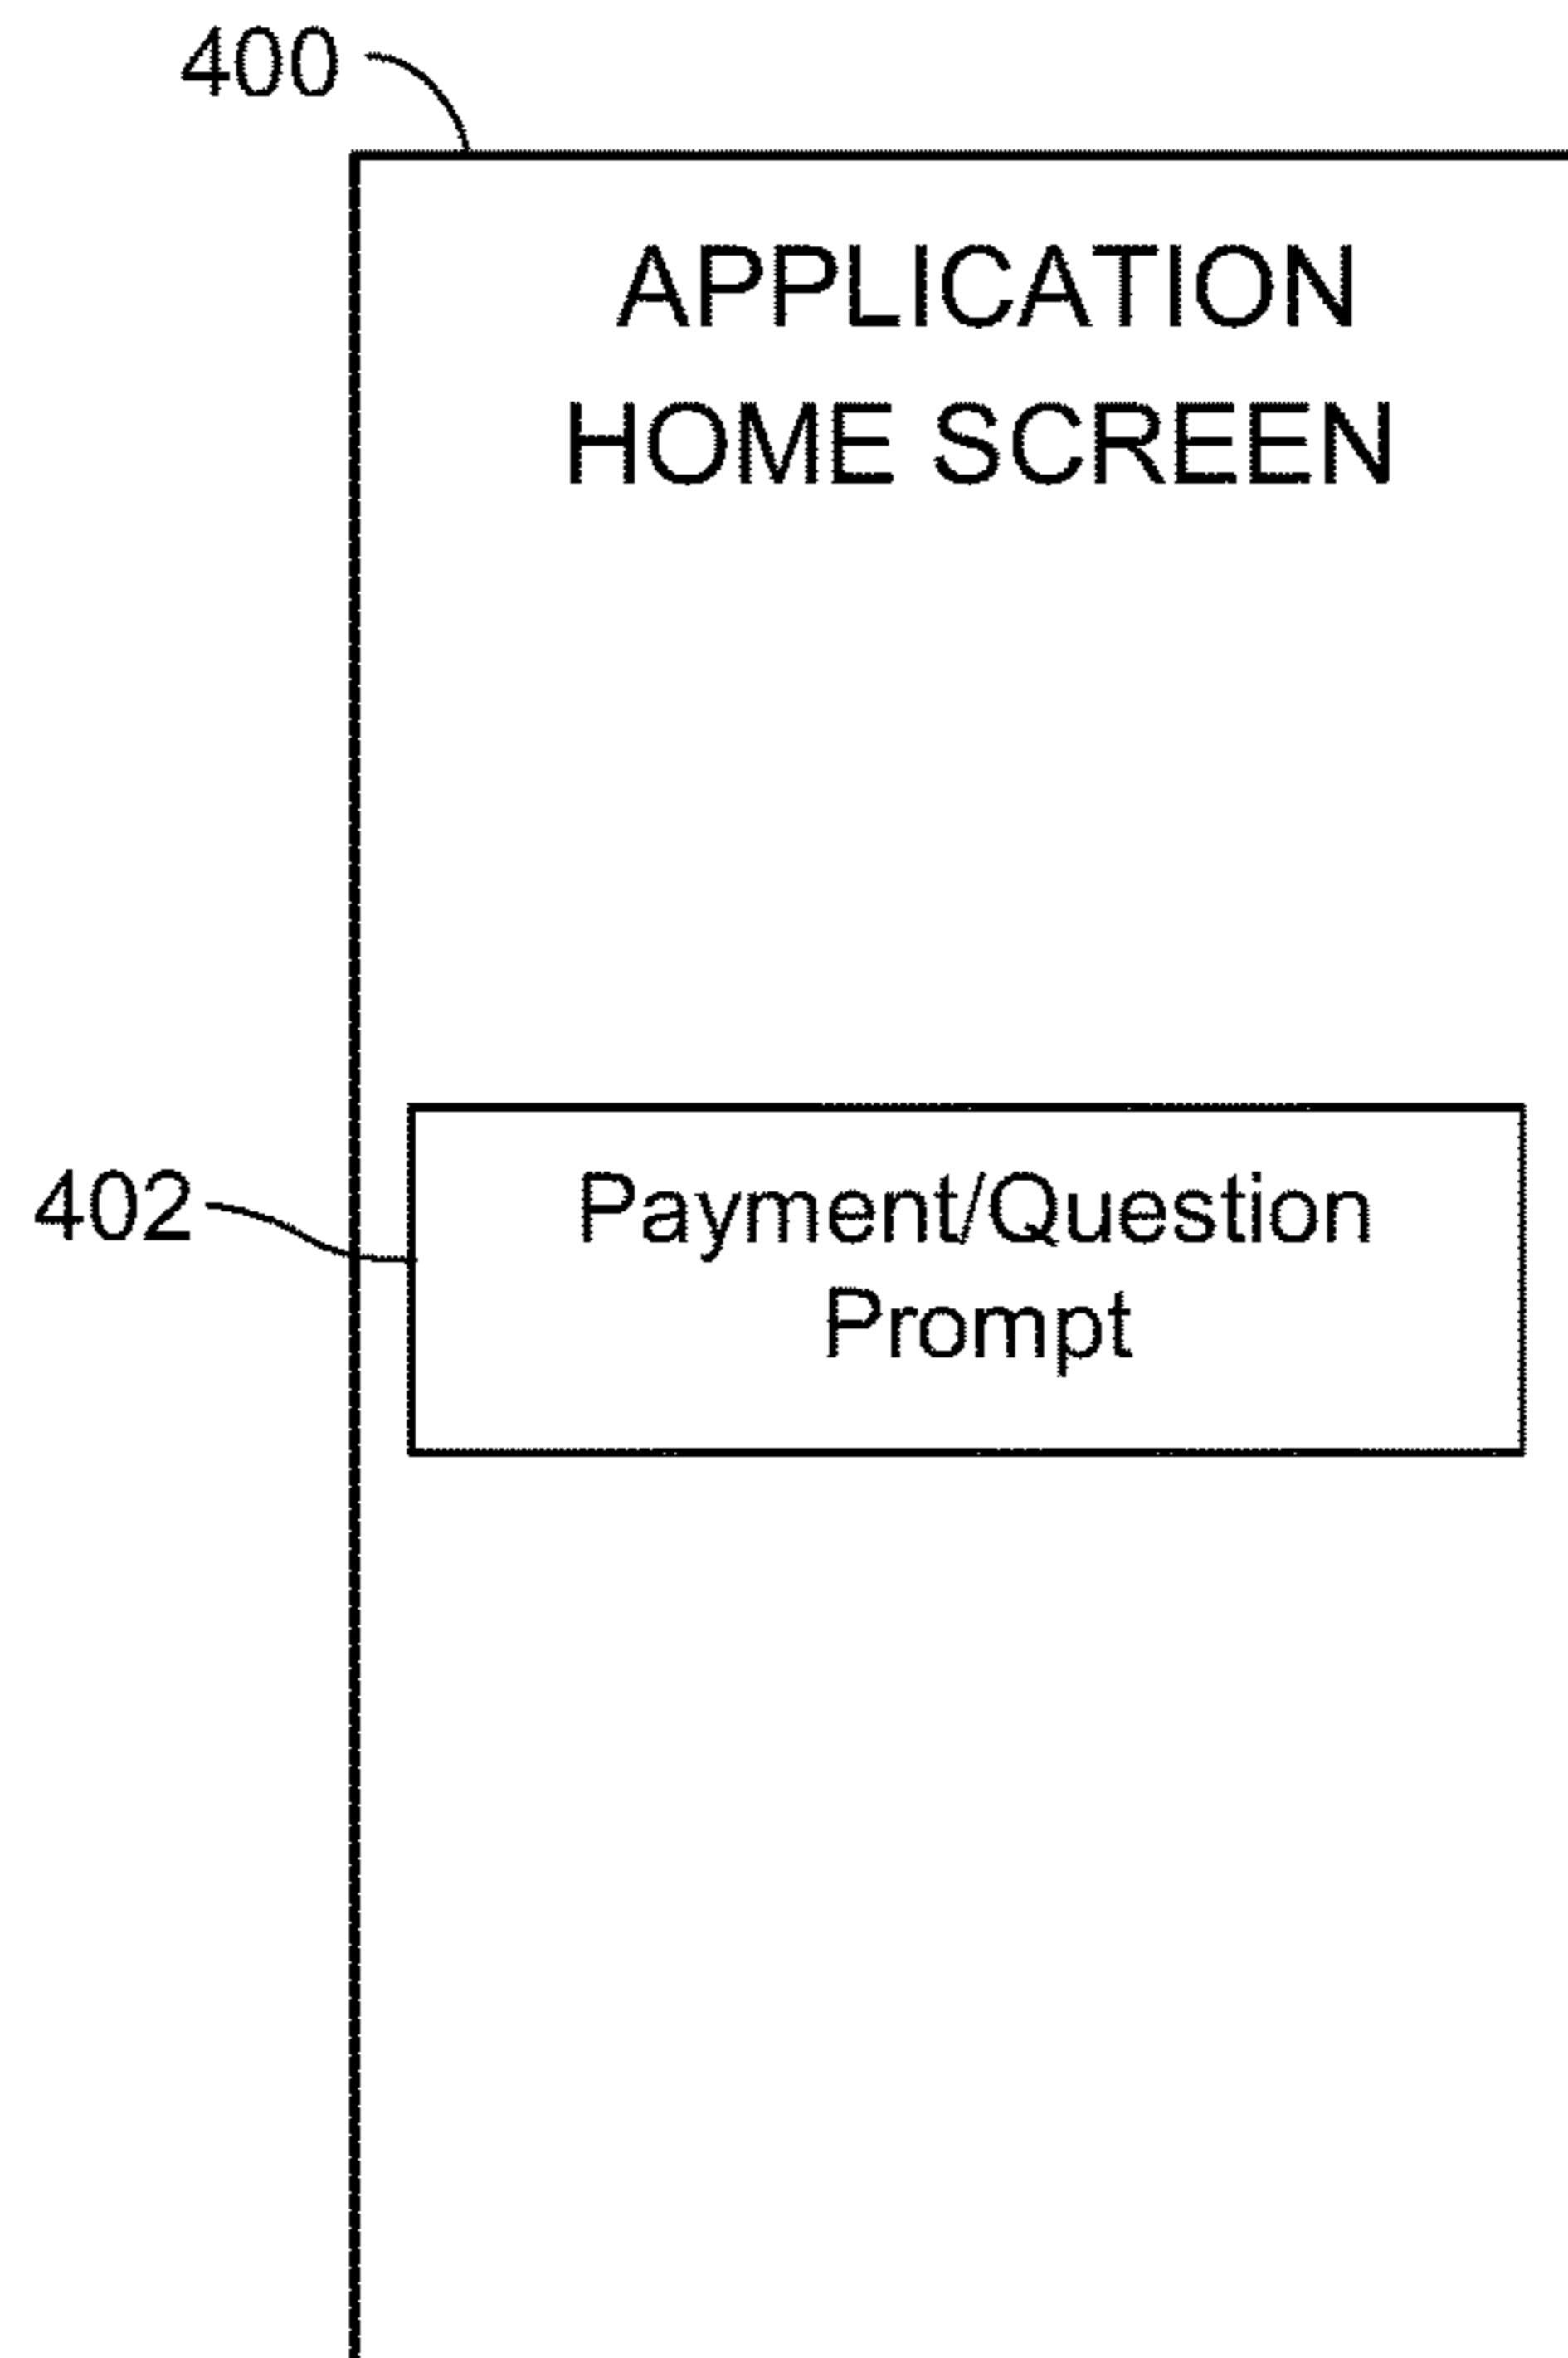 400
APPLICATION
HOME SCREEN
402
Payment/Question
Prompt